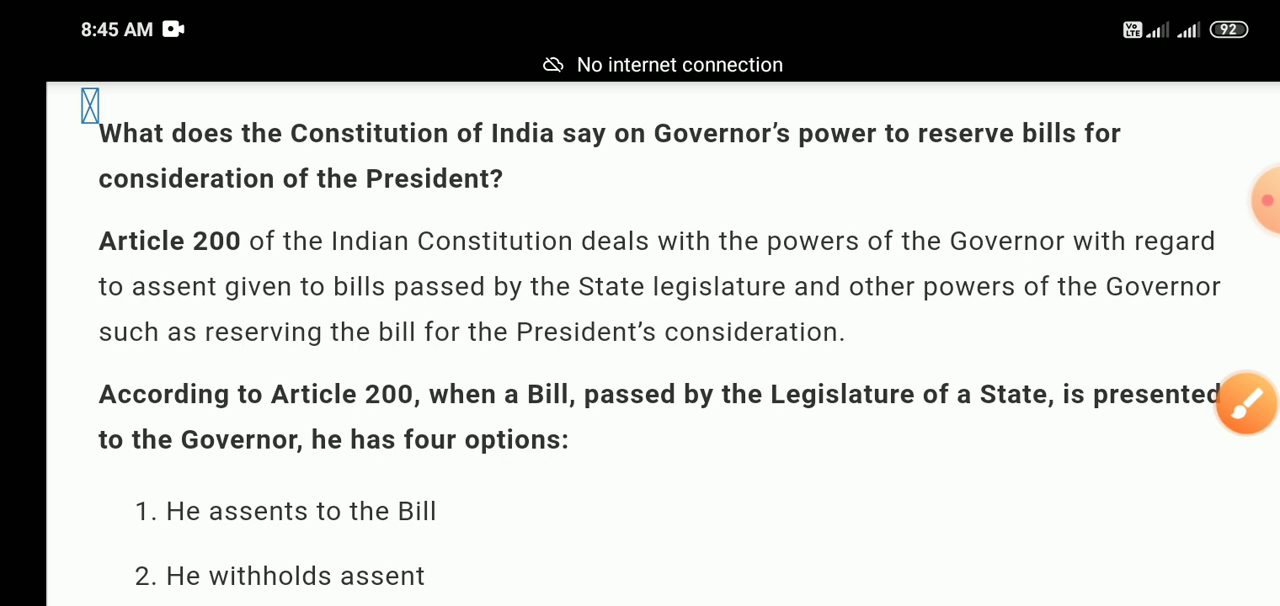 8:45 AM
Vo LTE 92
No internet connection
What does the Constitution of India say on Governor’s power to reserve bills for
consideration of the President?
Article 200 of the Indian Constitution deals with the powers of the Governor with regard
to assent given to bills passed by the State legislature and other powers of the Governor
such as reserving the bill for the President’s consideration.
According to Article 200, when a Bill, passed by the Legislature of a State, is presented
to the Governor, he has four options:
1. He assents to the Bill
2. He withholds assent